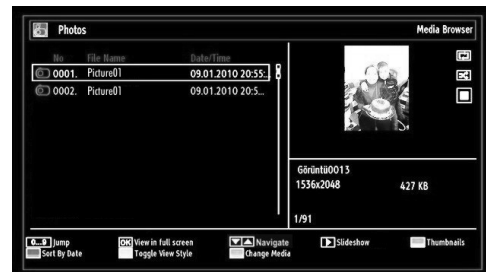 Photos
Media Browser
No File Name Date/Time
0001. Picture01 09.01.2010 20:55:..
0002. Picture01 09.01.2010 20:5...
Görüntü0013
1536x2048 427 KB
1/91
0...9 Jump OK View in full screen Navigate Slideshow Thumbnails
Sort By Date Toggle View Style Change Media